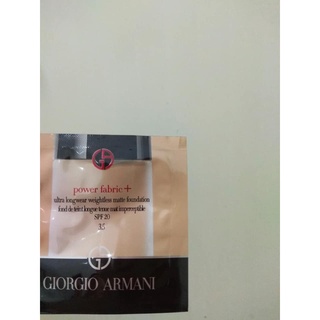 power fabric+
ultra longwear weightless matte foundation
fond de teint longue tenue mat imperceptible
SPF 20
3.5
GIORGIO ARMANI